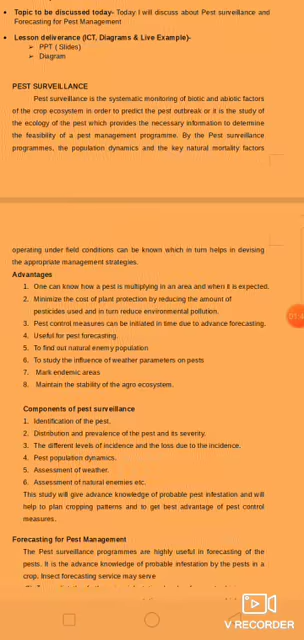 Topic to be discussed today- Today I will discuss about Pest surveillance and
Forecasting for Pest Management
Lesson deliverance (ICT, Diagrams & Live Example)-
➢ PPT ( Slides)
➢ Diagram
PEST SURVEILLANCE
Pest surveillance is the systematic monitoring of biotic and abiotic factors
of the crop ecosystem in order to predict the pest outbreak or it is the study of
the ecology of the pest which provides the necessary information to determine
the feasibility of a pest management programme. By the Pest surveillance
programmes, the population dynamics and the key natural mortality factors
operating under field conditions can be known which in turn helps in devising
the appropriate management strategies.
Advantages
1. One can know how a pest is multiplying in an area and when it is expected.
2. Minimize the cost of plant protection by reducing the amount of
pesticides used and in turn reduce environmental pollution.
3. Pest control measures can be initiated in time due to advance forecasting.
4. Useful for pest forecasting.
5. To find out natural enemy population
6. To study the influence of weather parameters on pests
7. Mark endemic areas
8. Maintain the stability of the agro ecosystem.
Components of pest surveillance
1. Identification of the pest.
2. Distribution and prevalence of the pest and its severity.
3. The different levels of incidence and the loss due to the incidence.
4. Pest population dynamics.
5. Assessment of weather.
6. Assessment of natural enemies etc.
This study will give advance knowledge of probable pest infestation and will
help to plan cropping patterns and to get best advantage of pest control
measures.
Forecasting for Pest Management
The Pest surveillance programmes are highly useful in forecasting of the
pests. It is the advance knowledge of probable infestation by the pests in a
crop. Insect forecasting service may serve
V RECORDER